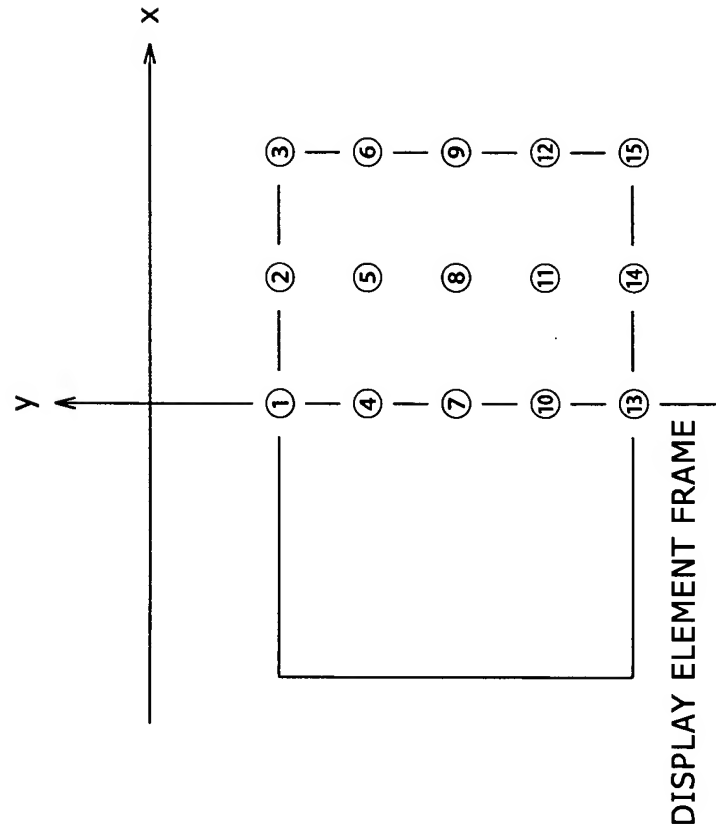 y
x
① ② ③
④ ⑤ ⑥
⑦ ⑧ ⑨
⑩ ⑪ ⑫
⑬ ⑭ ⑮
DISPLAY ELEMENT FRAME